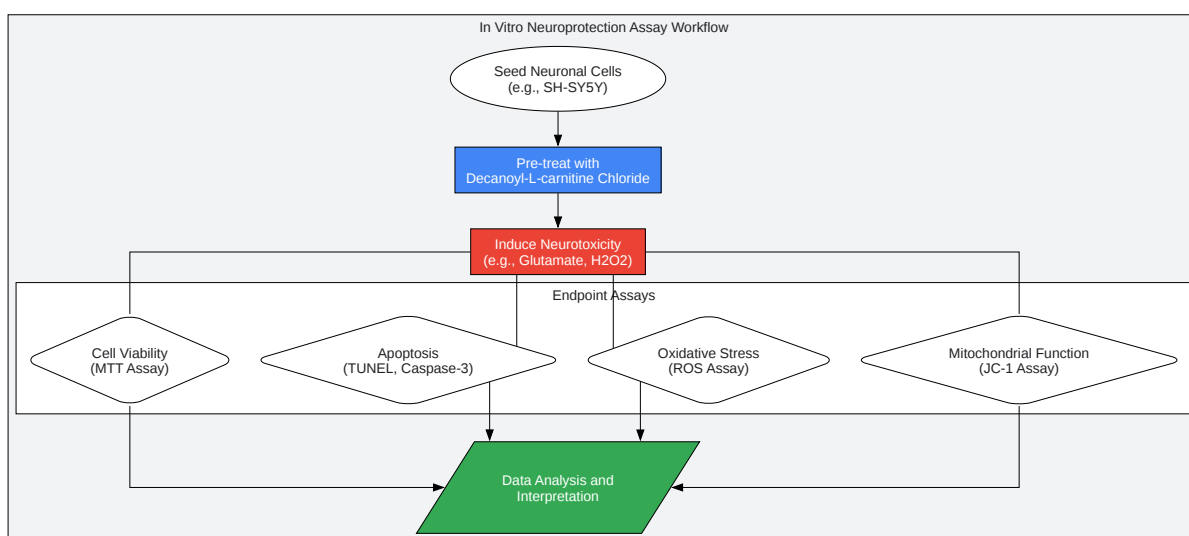 In Vitro Neuroprotection Assay Workflow
Seed Neuronal Cells
(e.g., SH-SY5Y)
Pre-treat with
Decanoyl-L-carnitine Chloride
Induce Neurotoxicity
(e.g., Glutamate, H2O2)
Endpoint Assays
Cell Viability
(MTT Assay)
Apoptosis
(TUNEL, Caspase-3)
Oxidative Stress
(ROS Assay)
Mitochondrial Function
(JC-1 Assay)
Data Analysis and
Interpretation